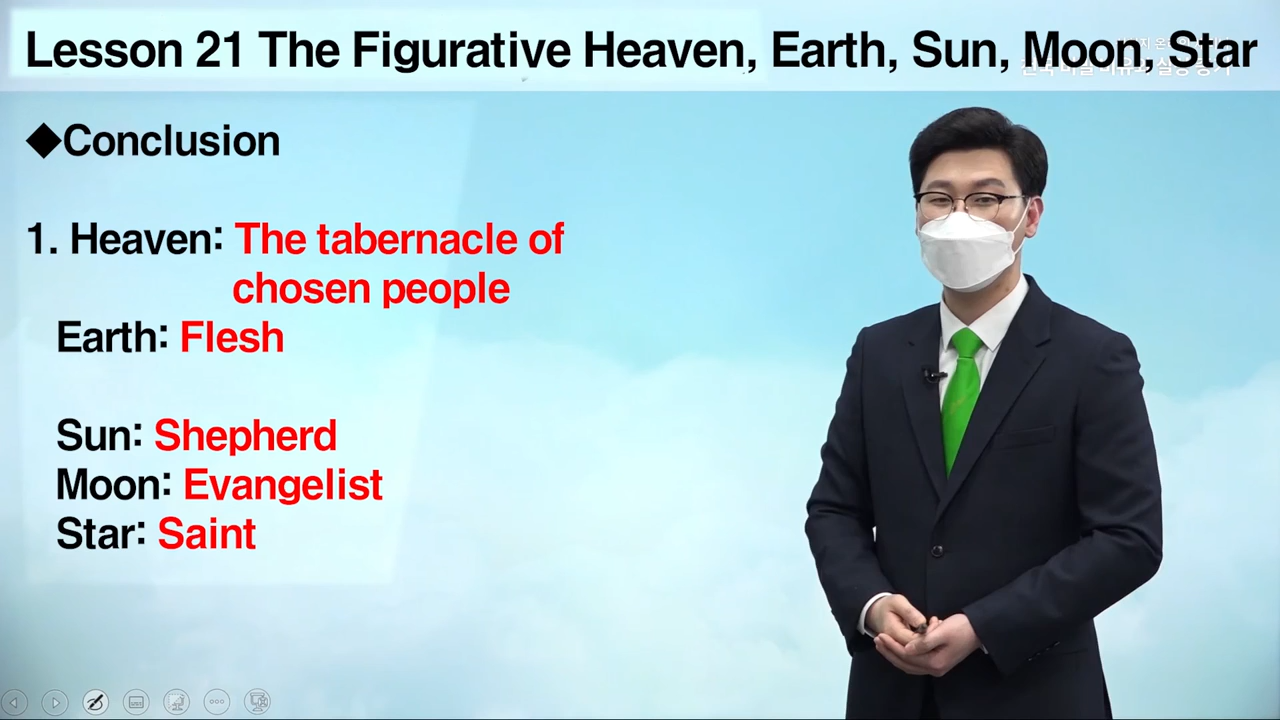 Lesson 21 The Figurative Heaven, Earth, Sun, Moon, Star
◆Conclusion
1. Heaven: The tabernacle of
chosen people
Earth: Flesh
Sun: Shepherd
Moon: Evangelist
Star: Saint